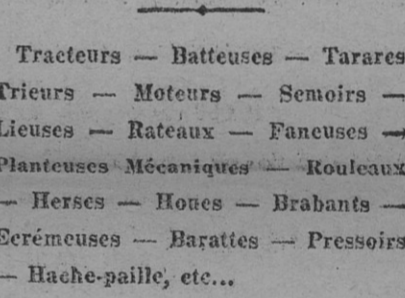 Tracteurs — Batteuses — Tarares
Trieurs — Moteurs — Semoirs —
Lieuses — Rateaux — Faneuses —
Planteuses Mécaniques — Rouleaux
— Herses — Houes — Brabants —
Ecrémeuses — Barattes — Pressoirs
— Hache-paille, etc...